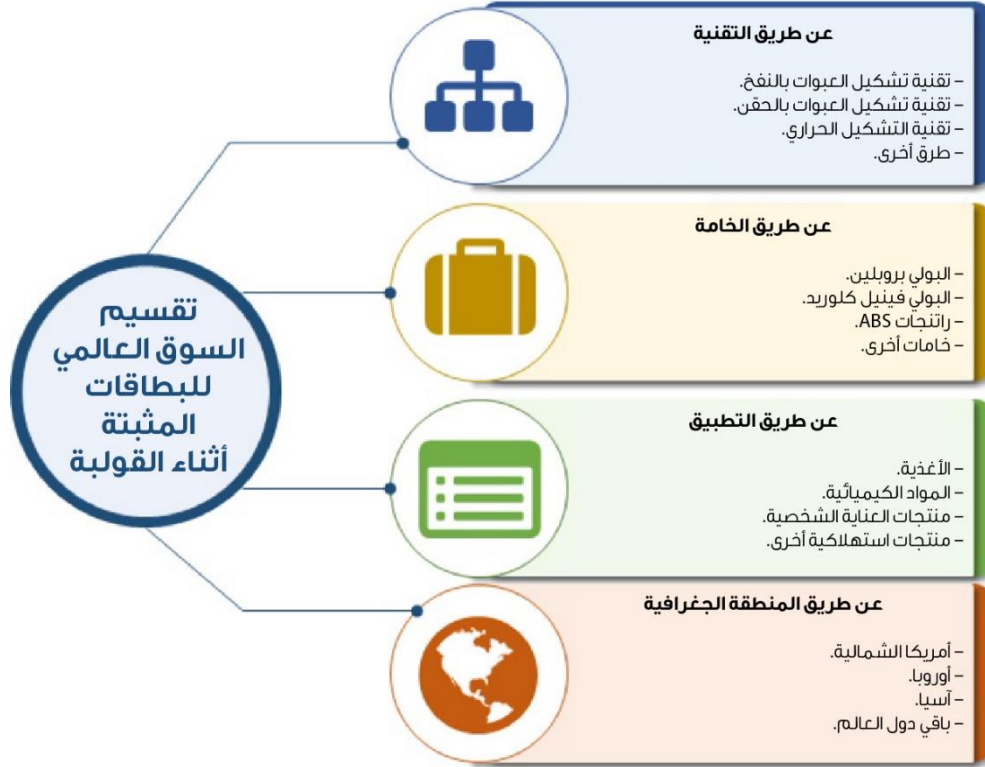 تقسيم
السوق العالمي
للبطاقات
المثبتة
أثناء القولبة
عن طريق التقنية
– تقنية تشكيل العبوات بالنفخ.
– تقنية تشكيل العبوات بالحقن.
– تقنية التشكيل الحراري.
– طرق أخرى.
عن طريق الخامة
– البولي بروبلين.
– البولي فينيل كلوريد.
– راتنجات ABS.
– خامات أخرى.
عن طريق التطبيق
– الأغذية.
– المواد الكيميائية.
– منتجات العناية الشخصية.
– منتجات استهلاكية أخرى.
عن طريق المنطقة الجغرافية
– أمريكا الشمالية.
– أوروبا.
– آسيا.
– باقي دول العالم.